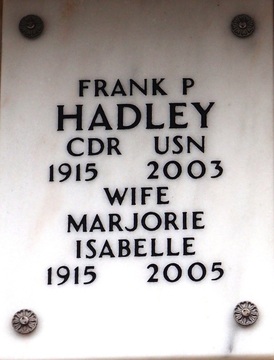 FRANK P
HADLEY
CDR USN
1915 2003
WIFE
MARJORIE
ISABELLE
1915 2005